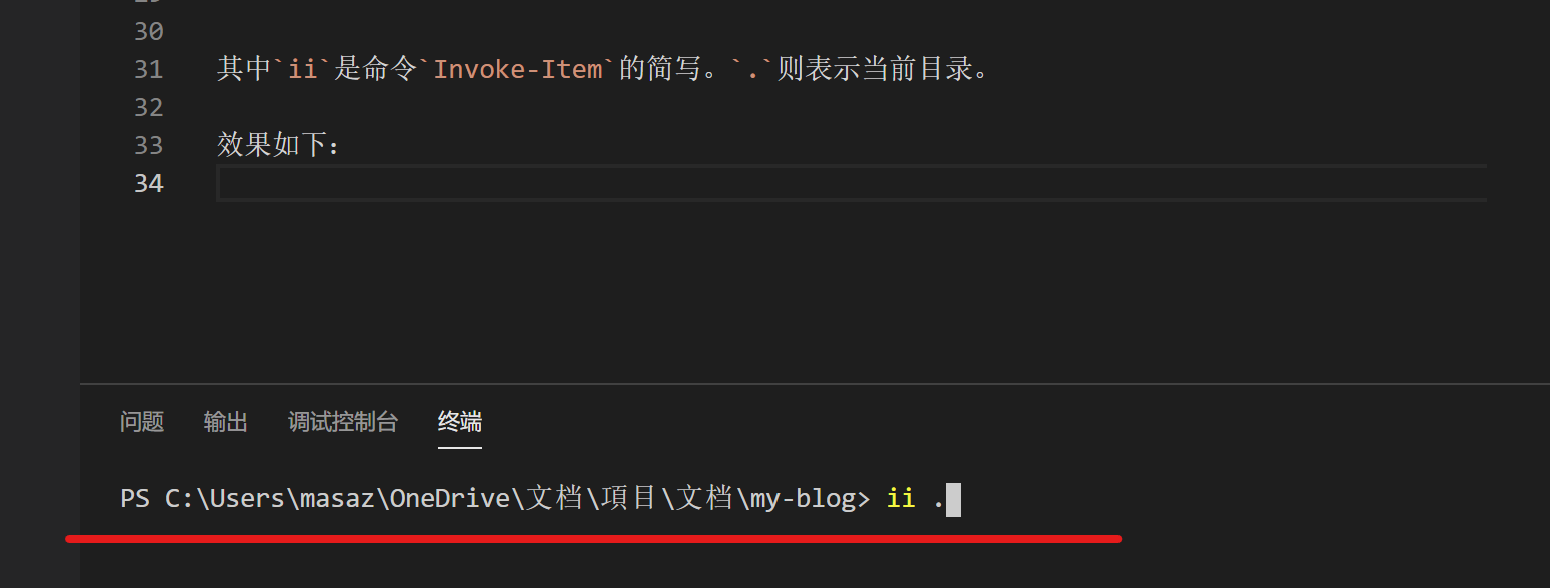 30
31 其中`ii`是命令`Invoke-Item`的简写。`.`则表示当前目录。
32
33 效果如下：
34
问题 输出 调试控制台 终端
PS C:\Users\masaz\OneDrive\文档\項目\文档\my-blog> ii .